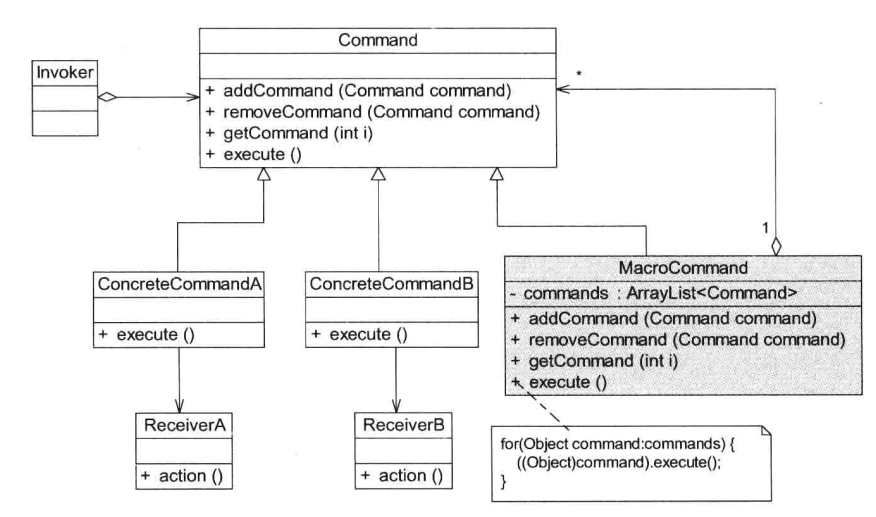 Command
Invoker
+ addCommand (Command command)
+ removeCommand (Command command)
+ getCommand (int i)
+ execute ()
*
1
ConcreteCommandA
+ execute ()
ConcreteCommandB
+ execute ()
MacroCommand
- commands : ArrayList<Command>
+ addCommand (Command command)
+ removeCommand (Command command)
+ getCommand (int i)
+ execute ()
ReceiverA
+ action ()
ReceiverB
+ action ()
for(Object command:commands) {
((Object)command).execute();
}